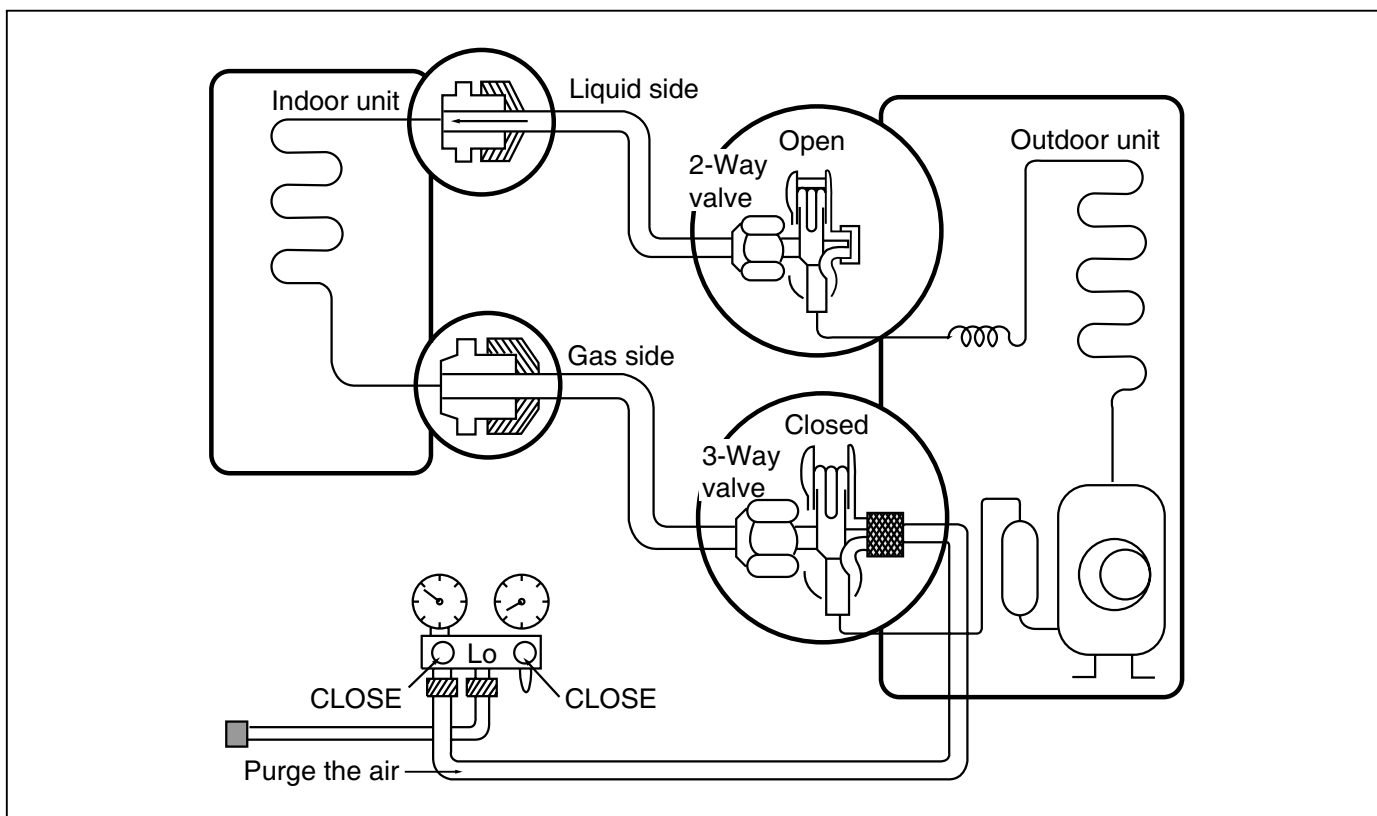 Indoor unit
Liquid side
Open
2-Way
valve
Outdoor unit
Gas side
Closed
3-Way
valve
Lo
CLOSE
CLOSE
Purge the air